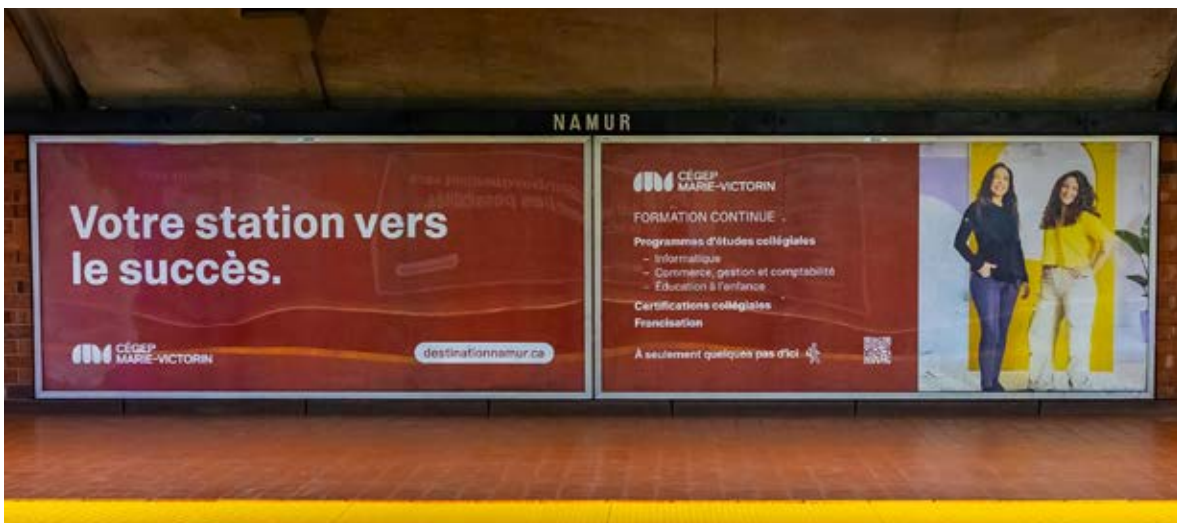 NAMUR
Votre station vers
le succès.
CÉGEP
MARIE-VICTORIN
destinationnamur.ca
CÉGEP
MARIE-VICTORIN
FORMATION CONTINUE
Programmes d'études collégiales
– Informatique
– Commerce, gestion et comptabilité
– Éducation à l'enfance
Certifications collégiales
Francisation
À seulement quelques pas d'ici